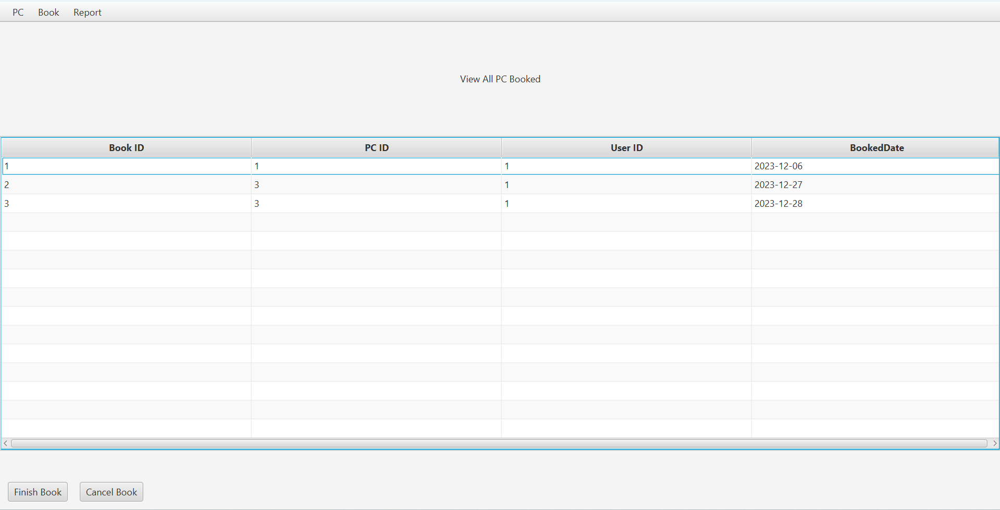 PC Book Report
View All PC Booked
Book ID PC ID User ID BookedDate
1 1 1 2023-12-06
2 3 1 2023-12-27
3 3 1 2023-12-28
Finish Book Cancel Book